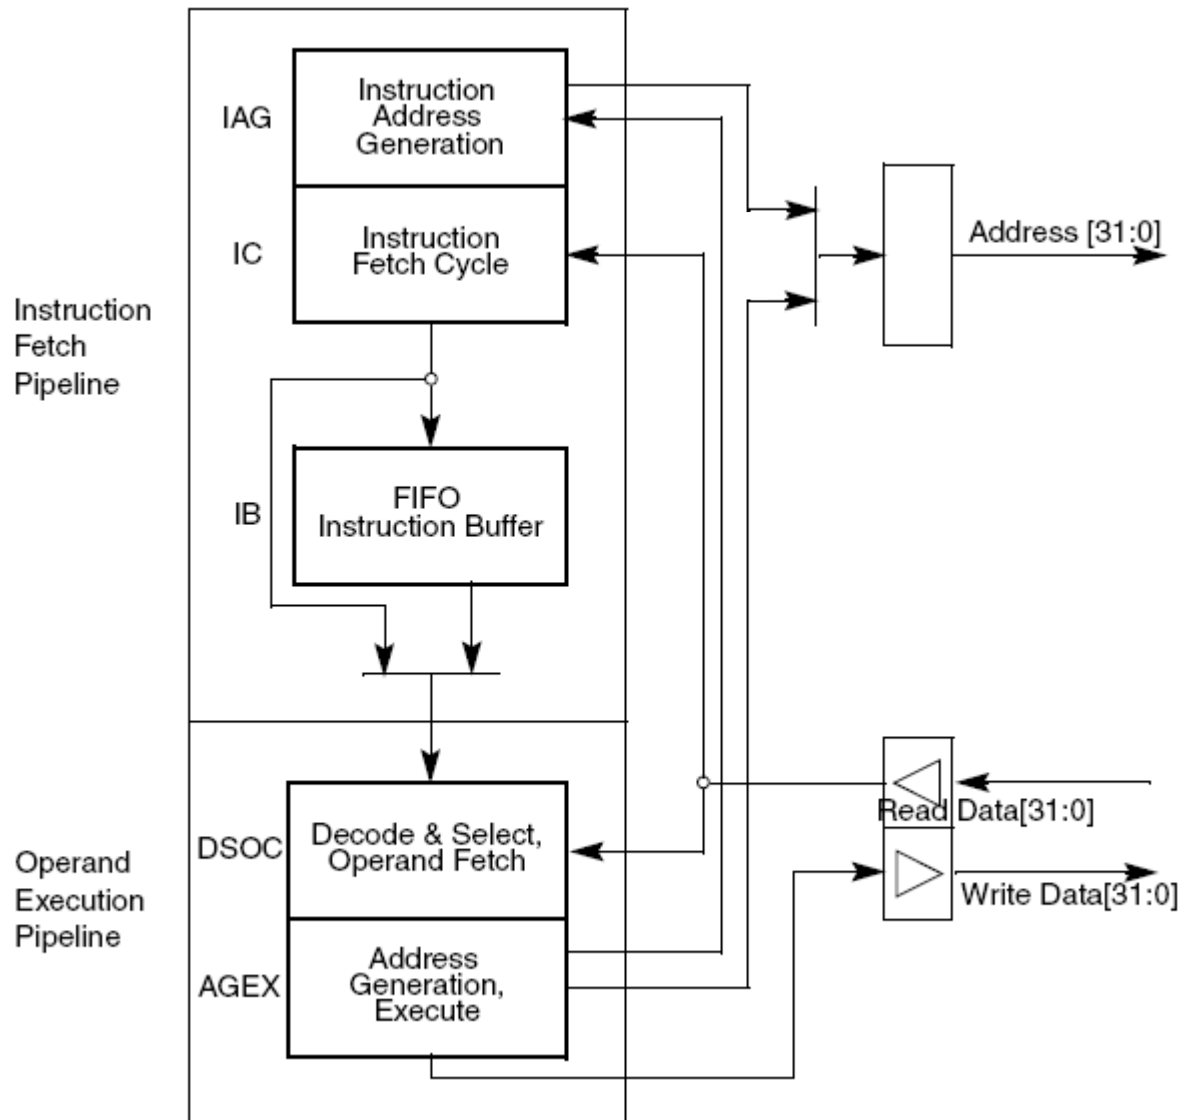 IAG
Instruction
Address
Generation
IC
Instruction
Fetch Cycle
Address [31:0]
Instruction
Fetch
Pipeline
IB
FIFO
Instruction Buffer
Read Data[31:0]
DSOC
Decode & Select,
Operand Fetch
Operand
Execution
Pipeline
Write Data[31:0]
AGEX
Address
Generation,
Execute